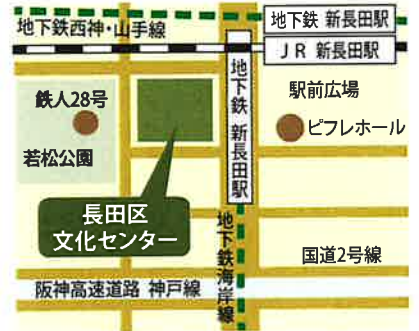 地下鉄 新長田駅
地下鉄西神・山手線
JR 新長田駅
地下鉄 新長田駅
鉄人28号
駅前広場
ピフレホール
若松公園
長田区
文化センター
地下鉄海岸線
国道2号線
阪神高速道路 神戸線